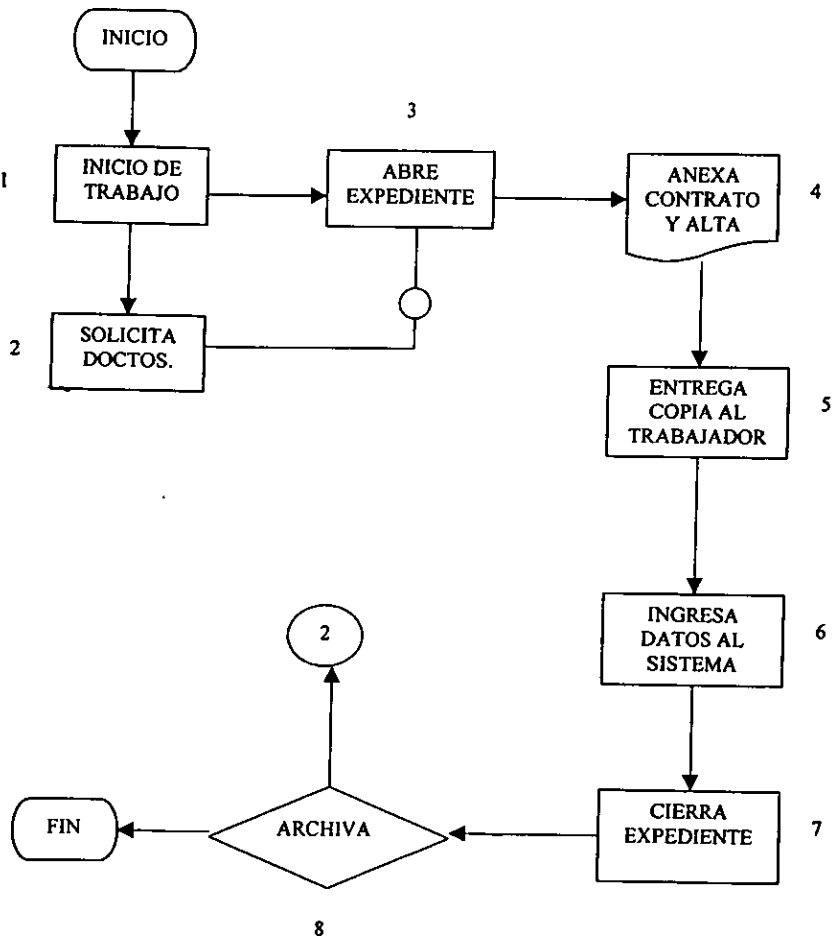 INICIO
3
1
INICIO DE
TRABAJO
ABRE
EXPEDIENTE
ANEXA
CONTRATO
Y ALTA
4
2
SOLICITA
DOCTOS.
ENTREGA
COPIA AL
TRABAJADOR
5
INGRESA
DATOS AL
SISTEMA
6
2
FIN
ARCHIVA
CIERRA
EXPEDIENTE
7
8